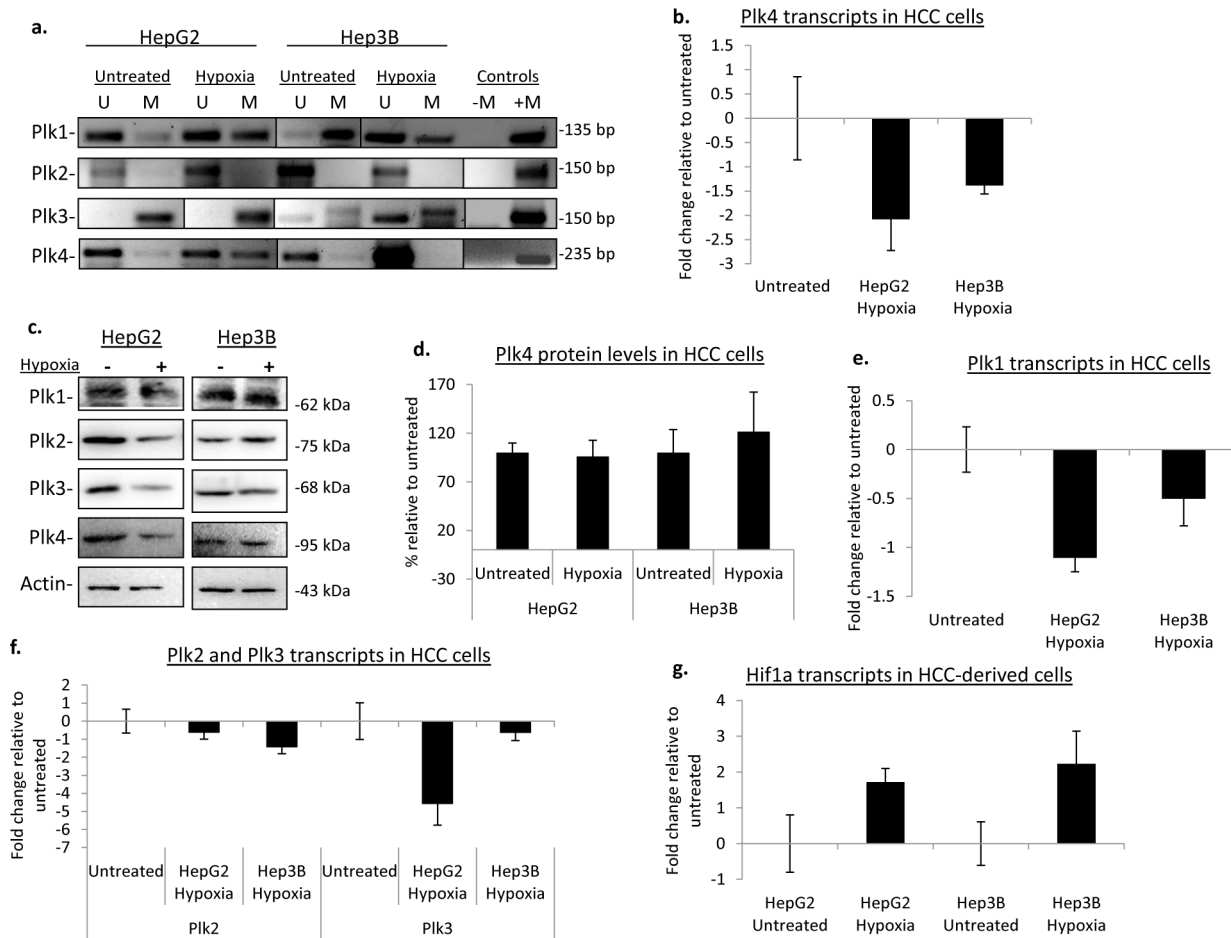 a.
HepG2 Hep3B
Untreated Hypoxia Untreated Hypoxia Controls
U M U M U M U M -M +M
Plk1- -135 bp
Plk2- -150 bp
Plk3- -150 bp
Plk4- -235 bp
b.
Plk4 transcripts in HCC cells
Fold change relative to untreated
1.5
1
0.5
0
-0.5
-1
-1.5
-2
-2.5
-3
Untreated HepG2 Hep3B
Hypoxia Hypoxia
c.
HepG2 Hep3B
Hypoxia - + - +
Plk1- -62 kDa
Plk2- -75 kDa
Plk3- -68 kDa
Plk4- -95 kDa
Actin- -43 kDa
d.
Plk4 protein levels in HCC cells
% relative to untreated
170
120
70
20
-30
Untreated Hypoxia Untreated Hypoxia
HepG2 Hep3B
e.
Plk1 transcripts in HCC cells
Fold change relative to untreated
0.5
0
-0.5
-1
-1.5
Untreated HepG2 Hep3B
Hypoxia Hypoxia
f.
Plk2 and Plk3 transcripts in HCC cells
Fold change relative to
untreated
2
1
0
-1
-2
-3
-4
-5
-6
-7
Untreated HepG2 Hep3B Untreated HepG2 Hep3B
Hypoxia Hypoxia Hypoxia Hypoxia
Plk2 Plk3
g.
Hif1a transcripts in HCC-derived cells
Fold change relative to
untreated
4
3
2
1
0
-1
HepG2 HepG2 Hep3B Hep3B
Untreated Hypoxia Untreated Hypoxia